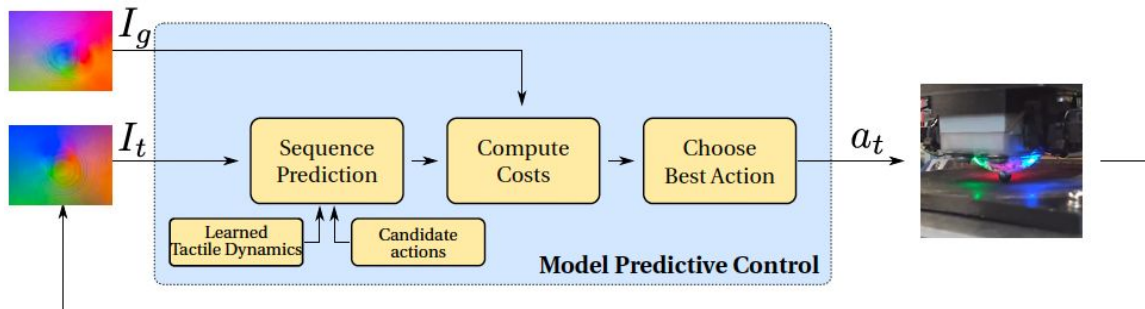 I_g
I_t
Sequence
Prediction
Compute
Costs
Choose
Best Action
a_t
Learned
Tactile Dynamics
Candidate
actions
Model Predictive Control